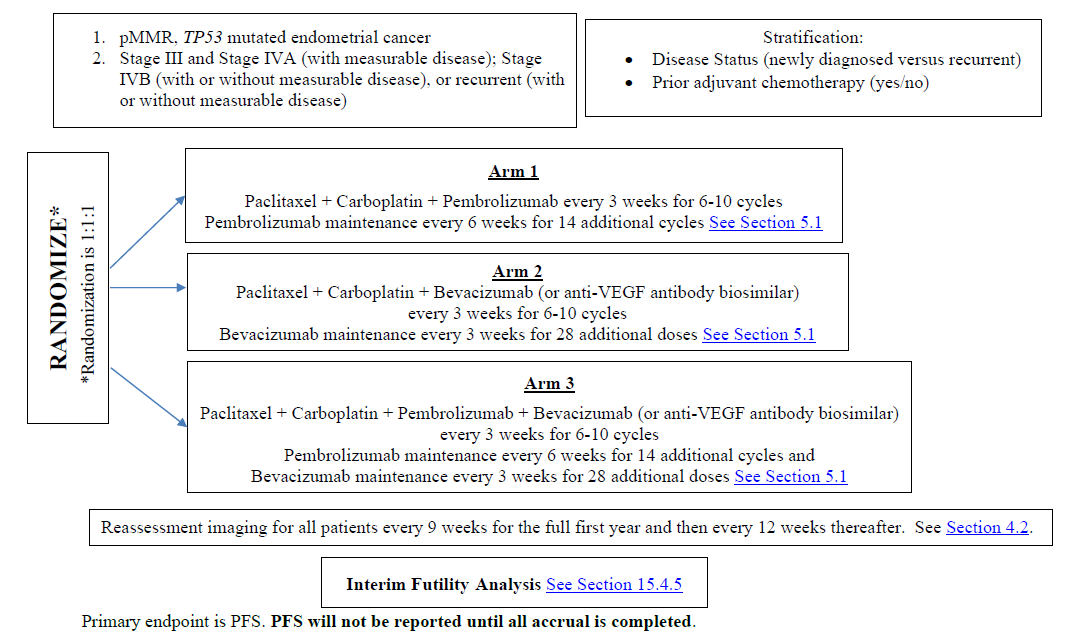 1. pMMR, TP53 mutated endometrial cancer
2. Stage III and Stage IVA (with measurable disease); Stage
IVB (with or without measurable disease), or recurrent (with
or without measurable disease)
Stratification:
• Disease Status (newly diagnosed versus recurrent)
• Prior adjuvant chemotherapy (yes/no)
RANDOMIZE*
*Randomization is 1:1:1
Arm 1
Paclitaxel + Carboplatin + Pembrolizumab every 3 weeks for 6-10 cycles
Pembrolizumab maintenance every 6 weeks for 14 additional cycles See Section 5.1
Arm 2
Paclitaxel + Carboplatin + Bevacizumab (or anti-VEGF antibody biosimilar)
every 3 weeks for 6-10 cycles
Bevacizumab maintenance every 3 weeks for 28 additional doses See Section 5.1
Arm 3
Paclitaxel + Carboplatin + Pembrolizumab + Bevacizumab (or anti-VEGF antibody biosimilar)
every 3 weeks for 6-10 cycles
Pembrolizumab maintenance every 6 weeks for 14 additional cycles and
Bevacizumab maintenance every 3 weeks for 28 additional doses See Section 5.1
Reassessment imaging for all patients every 9 weeks for the full first year and then every 12 weeks thereafter. See Section 4.2.
Interim Futility Analysis See Section 15.4.5
Primary endpoint is PFS. PFS will not be reported until all accrual is completed.